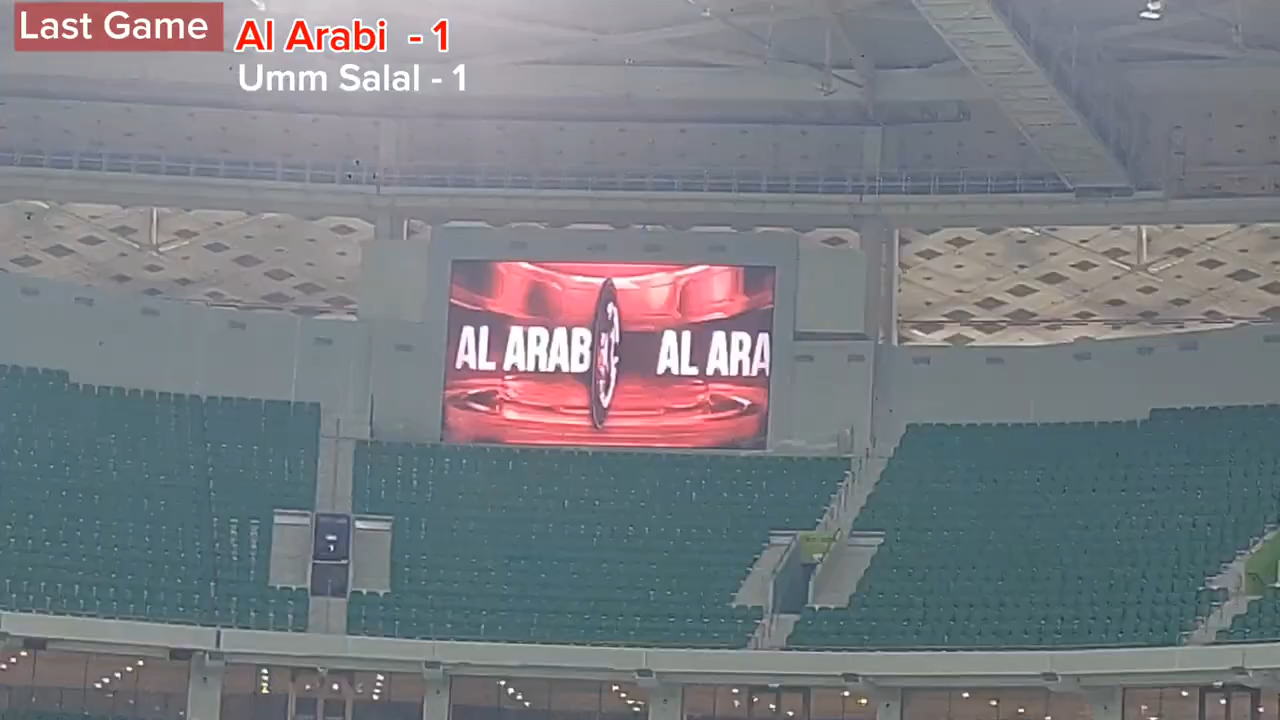 Last Game
Al Arabi - 1
Umm Salal - 1
AL ARAB
AL ARA